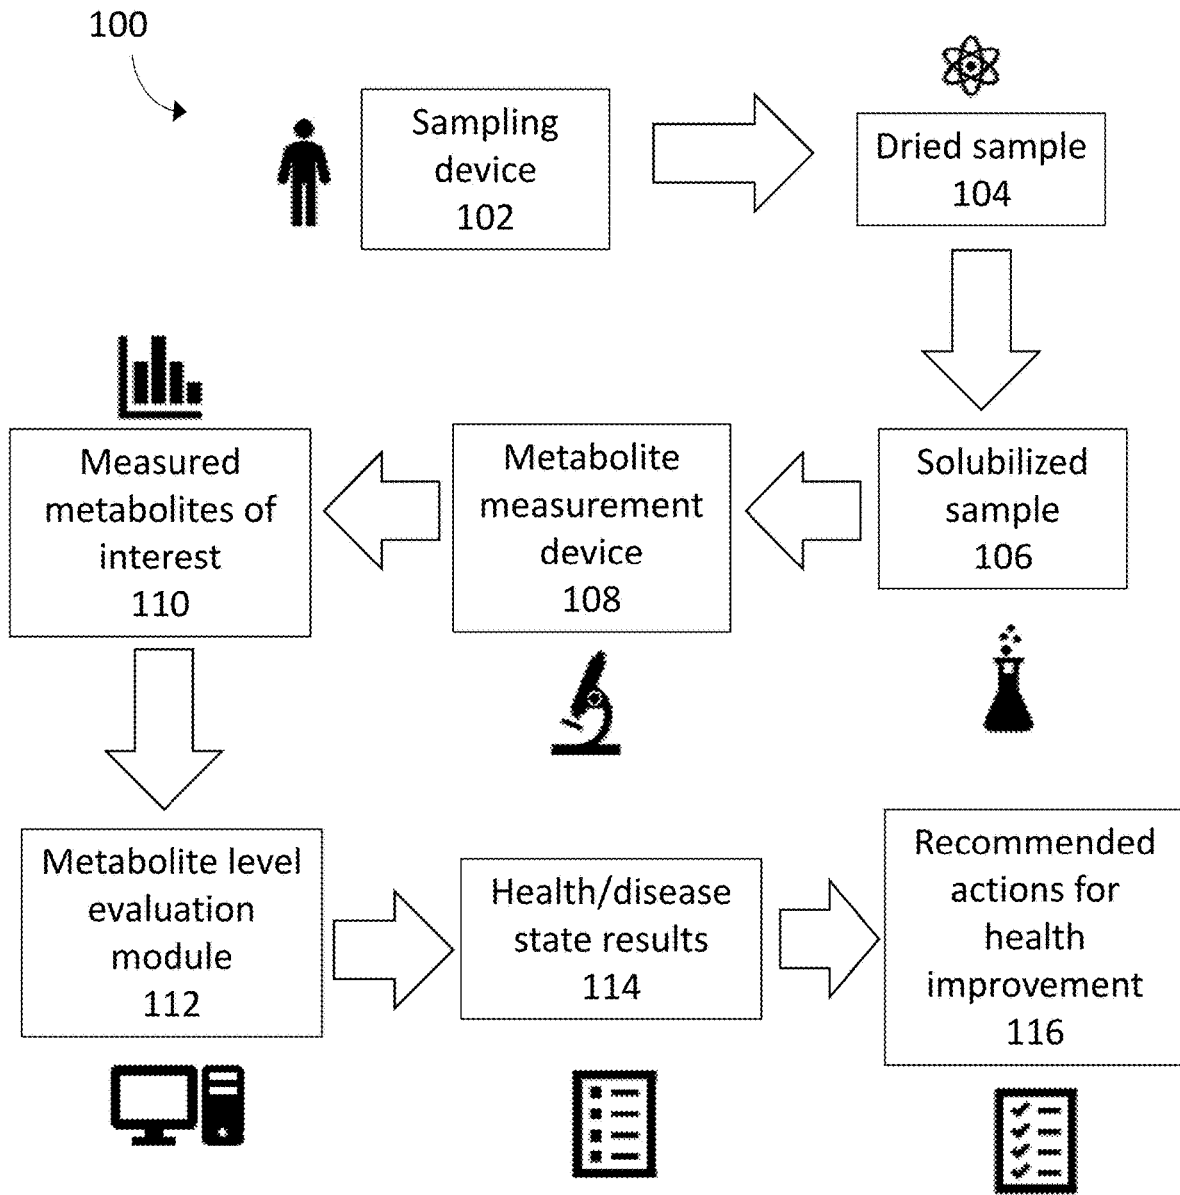 100
Sampling
device
102
Dried sample
104
Measured
metabolites of
interest
110
Metabolite
measurement
device
108
Solubilized
sample
106
Metabolite level
evaluation
module
112
Health/disease
state results
114
Recommended
actions for
health
improvement
116